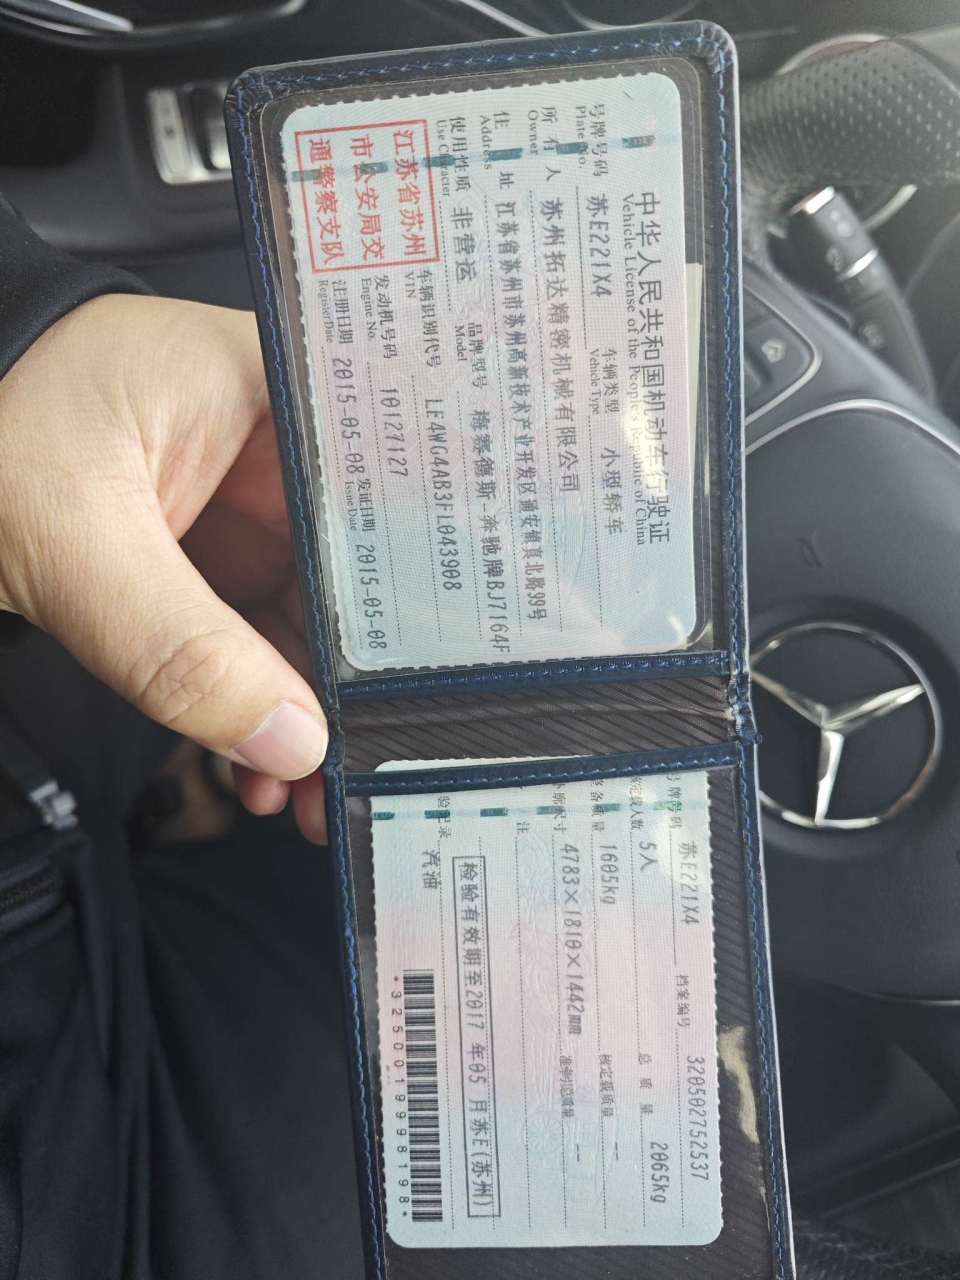 中华人民共和国机动车行驶证
Vehicle License of the People's Republic of China
号牌号码 苏E221X4 车辆类型 小型轿车
Plate No. Vehicle Type
所有人 苏州拓达精密机械有限公司
Owner
住址 江苏省苏州市苏州高新技术产业开发区通安镇真北路99号
Address
使用性质 非营运 品牌型号 梅赛德斯-奔驰牌BJ7164F
Use Character Model
江苏省苏州
市公安局交
通警察支队
车辆识别代号 LE4WG4AB3FL043908
VIN
发动机号码 10127127
Engine No.
注册日期 2015-05-08 发证日期 2015-05-08
Register Date Issue Date
号牌号码 苏E221X4 档案编号 320502752537
核定载人数 5人 总质量 2065kg
整备质量 1605kg 核定载质量 --
外廓尺寸 4783×1810×1442mm 准牵引总质量 --
注
检验有效期至2017年05月苏E(苏州)
验记录
汽油
*3250019998198*